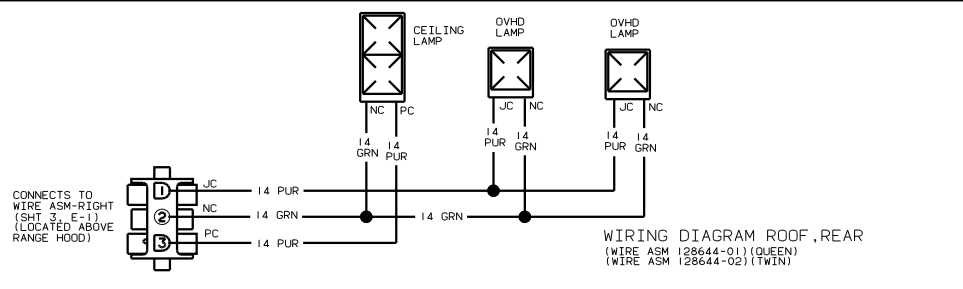 CEILING
LAMP
OVHD
LAMP
OVHD
LAMP
NC
PC
JC
NC
JC
NC
14
GRN
14
PUR
14
PUR
14
GRN
14
PUR
14
GRN
CONNECTS TO
WIRE ASM-RIGHT
(SHT 3, E-1)
(LOCATED ABOVE
RANGE HOOD)
1
JC
14 PUR
2
NC
14 GRN
14 GRN
3
PC
14 PUR
WIRING DIAGRAM ROOF,REAR
(WIRE ASM 128644-01)(QUEEN)
(WIRE ASM 128644-02)(TWIN)